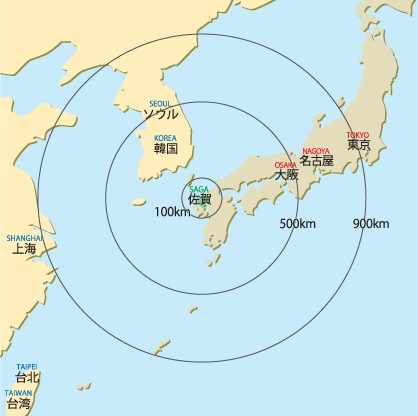 SEOUL
ソウル
KOREA
韓国
TOKYO
東京
NAGOYA
名古屋
OSAKA
大阪
SAGA
佐賀
100km
500km
900km
SHANGHAI
上海
TAIPEI
台北
TAIWAN
台湾